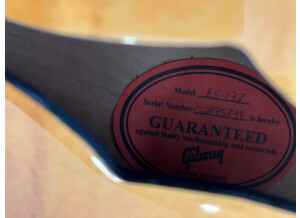 Model ES-137
Serial Number is hereby
GUARANTEED
against faulty workmanship and materials
Gibson